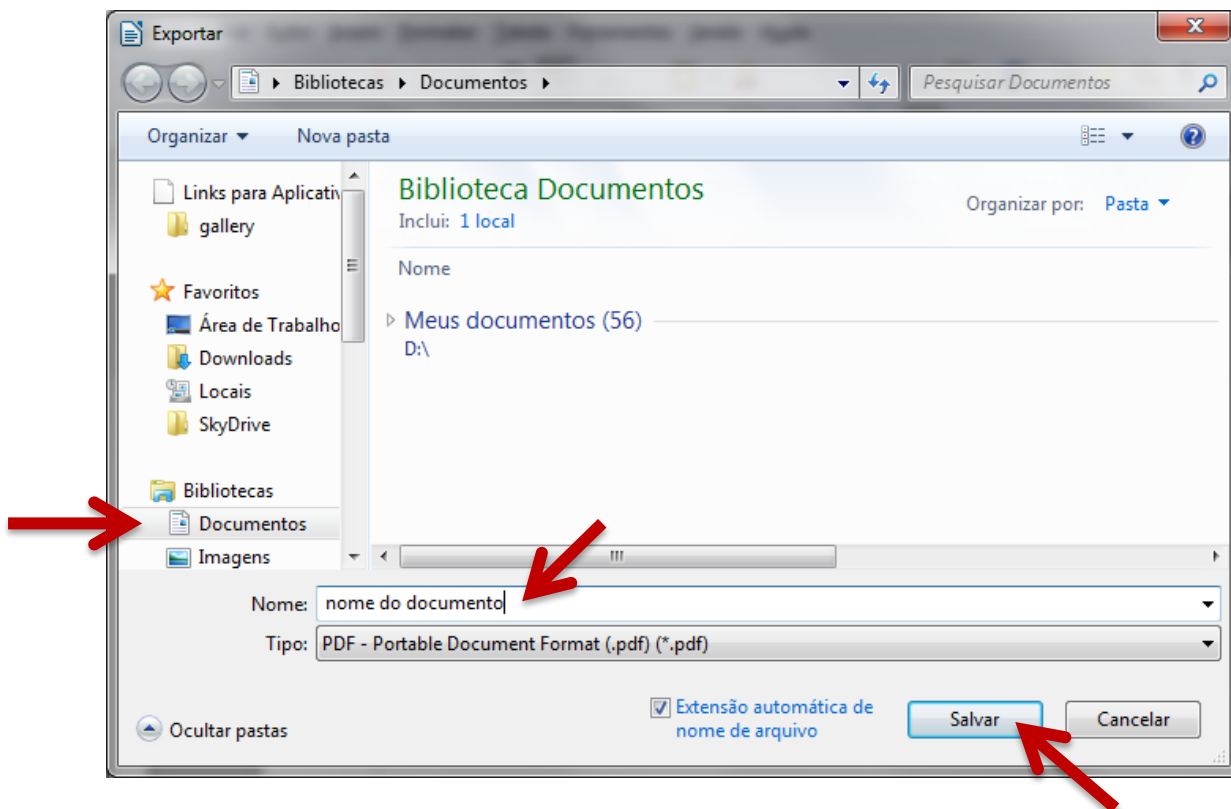 Exportar
Bibliotecas Documentos
Pesquisar Documentos
Organizar Nova pasta
Links para Aplicativ
gallery
Favoritos
Área de Trabalho
Downloads
Locais
SkyDrive
Bibliotecas
Documentos
Imagens
Biblioteca Documentos
Inclui: 1 local
Organizar por: Pasta
Nome
Meus documentos (56)
D:\
Nome: nome do documento
Tipo: PDF - Portable Document Format (.pdf) (*.pdf)
Ocultar pastas
Extensão automática de
nome de arquivo
Salvar
Cancelar